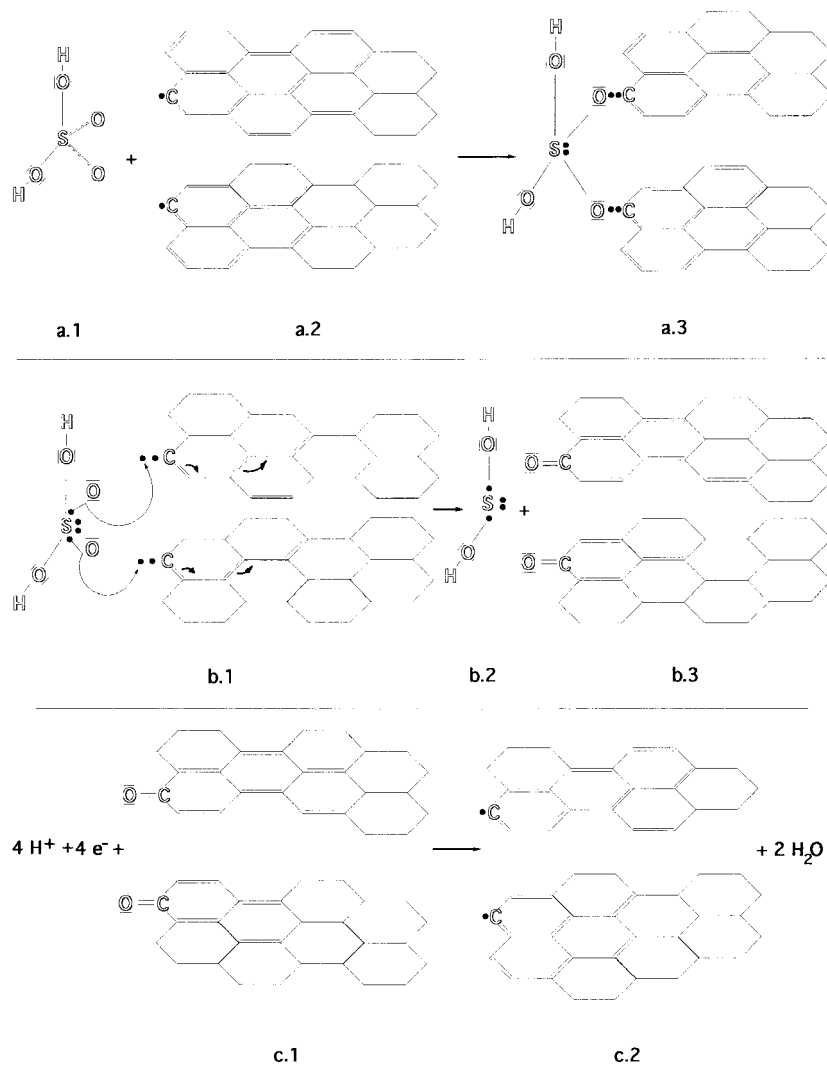 H
O
S
O
O
O
H
+
•C
•C
H
O
O••C
S:
O
O••C
H
a.1 a.2 a.3
H
O
O
S
O
O
H
••C
••C
H
O
S
O
H
+
O=C
O=C
b.1 b.2 b.3
O=C
O=C
4 H+ +4 e- +
•C
•C
+ 2 H2O
c.1 c.2